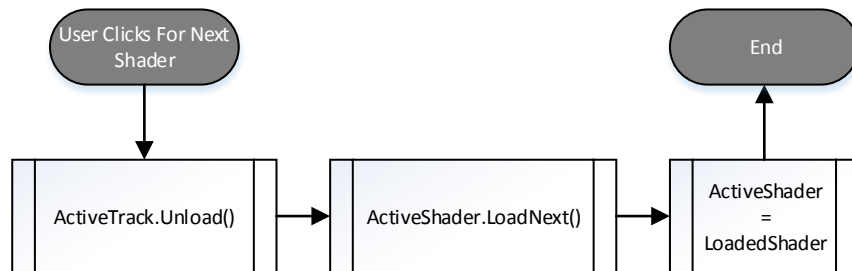 User Clicks For Next
Shader
End
ActiveTrack.Unload()
ActiveShader.LoadNext()
ActiveShader
=
LoadedShader